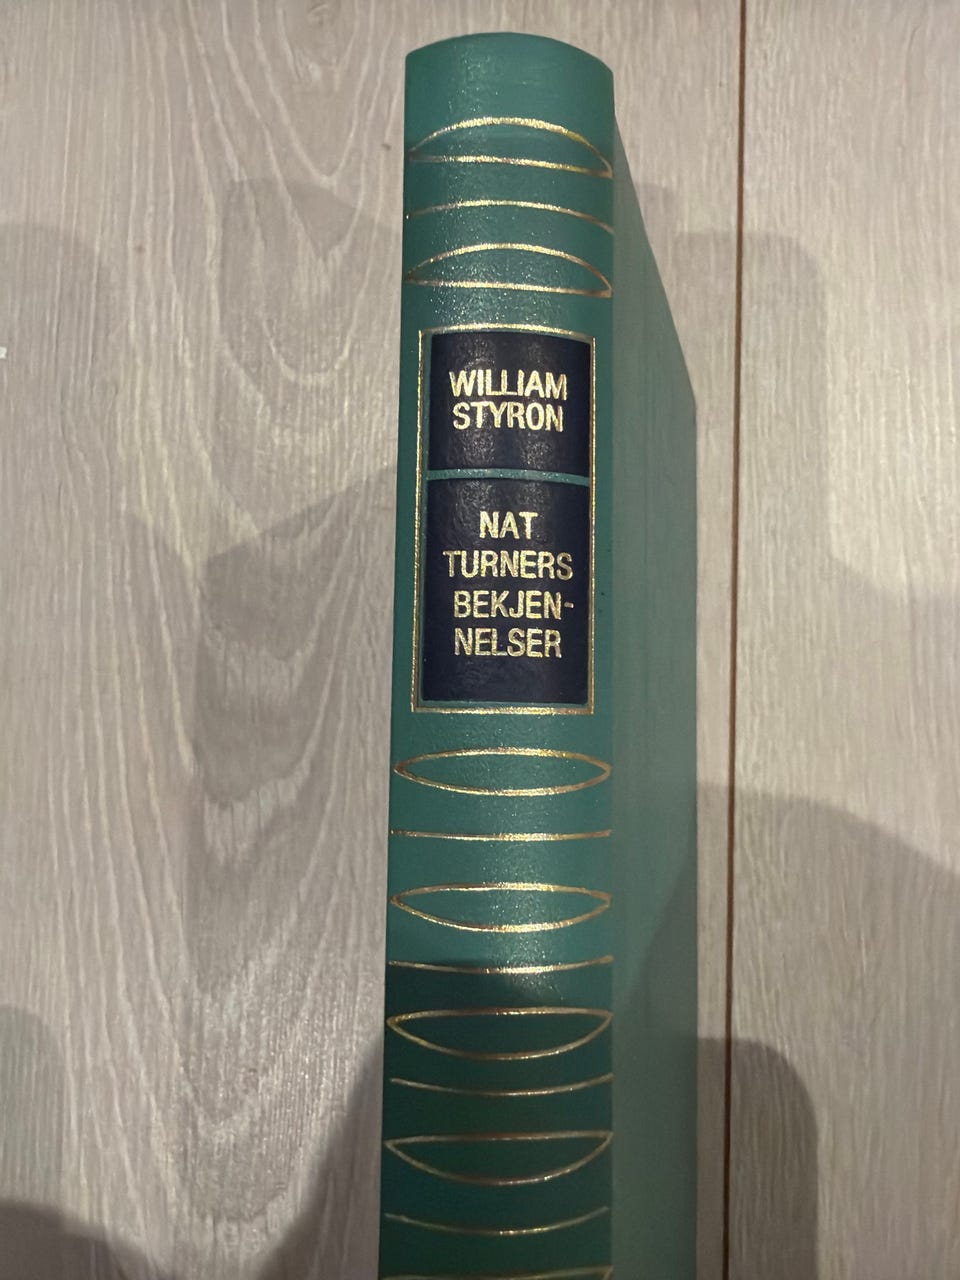 WILLIAM
STYRON
NAT
TURNERS
BEKJEN-
NELSER